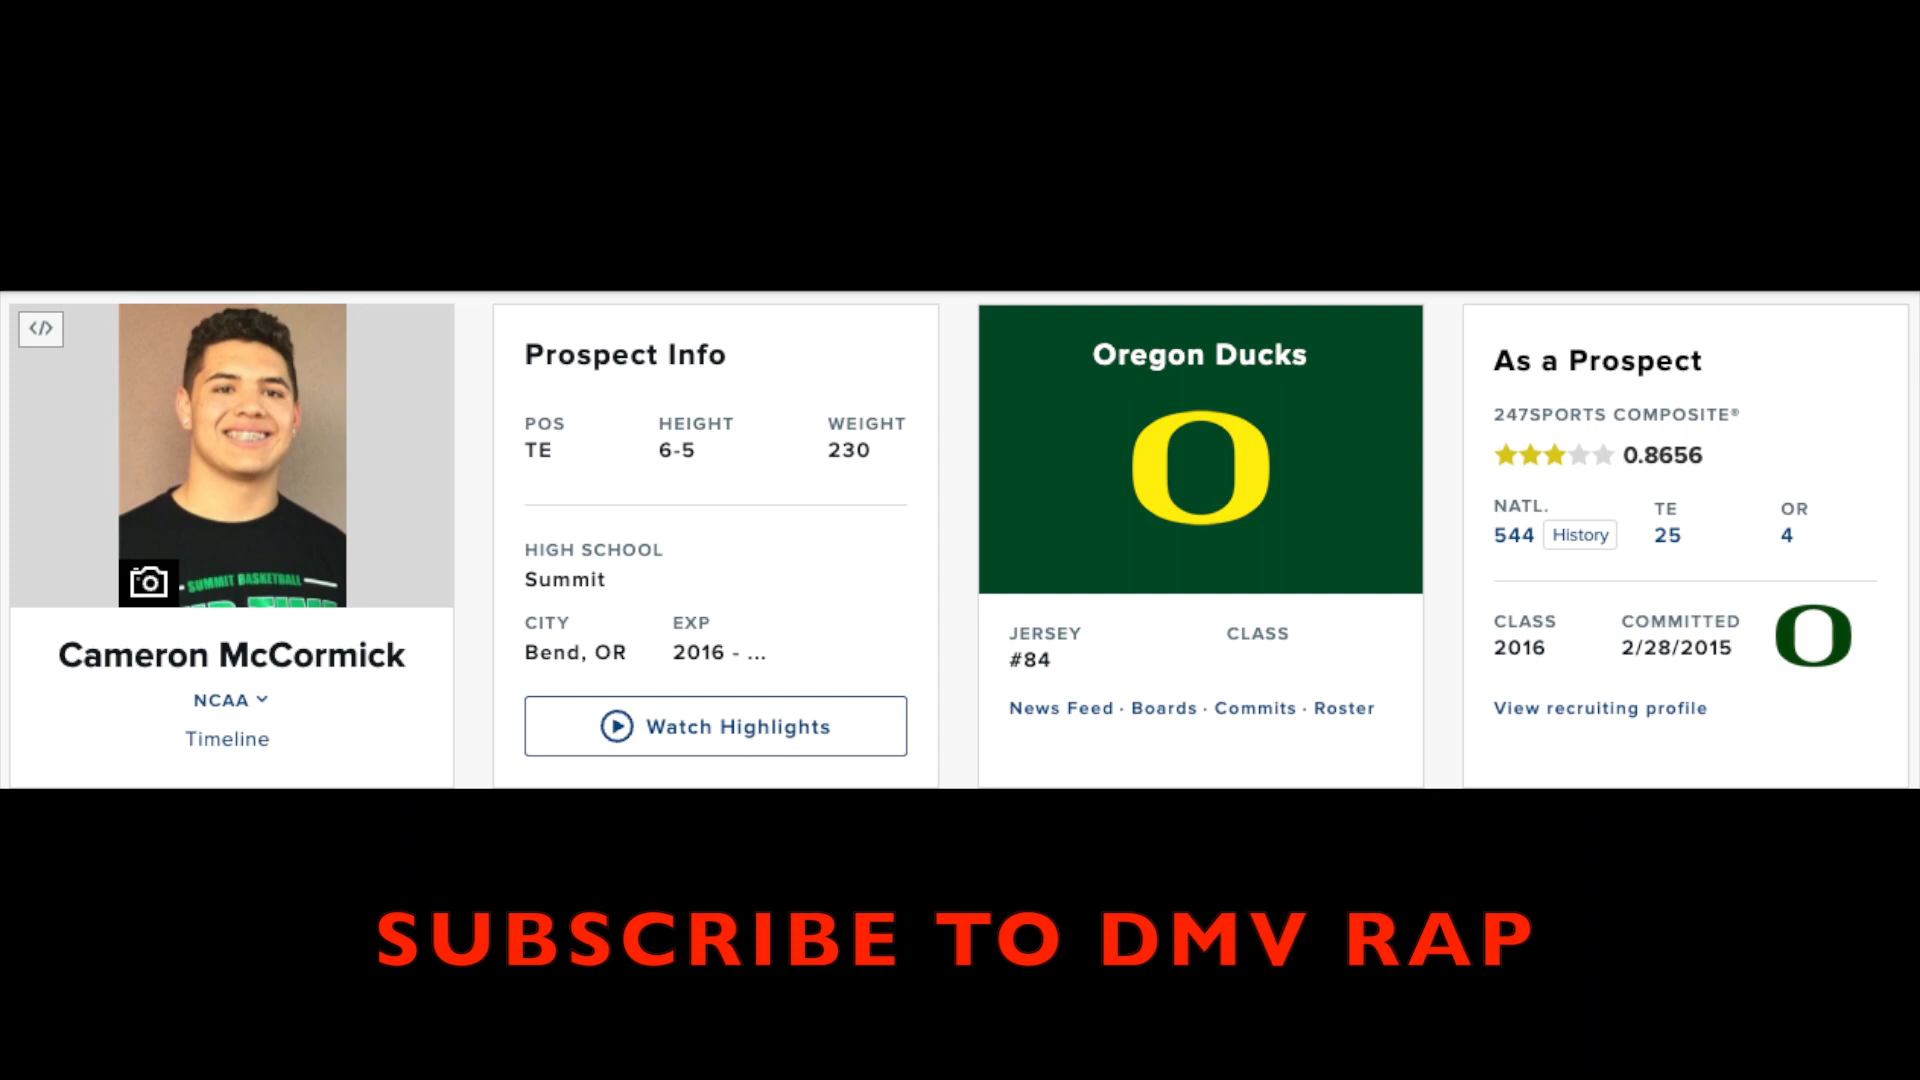 </>
SUMMIT BASKETBALL
Cameron McCormick
NCAA
Timeline
Prospect Info
POS HEIGHT WEIGHT
TE 6-5 230
HIGH SCHOOL
Summit
CITY EXP
Bend, OR 2016 - ...
Watch Highlights
Oregon Ducks
O
JERSEY CLASS
#84
News Feed · Boards · Commits · Roster
As a Prospect
247SPORTS COMPOSITE®
0.8656
NATL. TE OR
544 History 25 4
CLASS COMMITTED
2016 2/28/2015
O
View recruiting profile
SUBSCRIBE TO DMV RAP